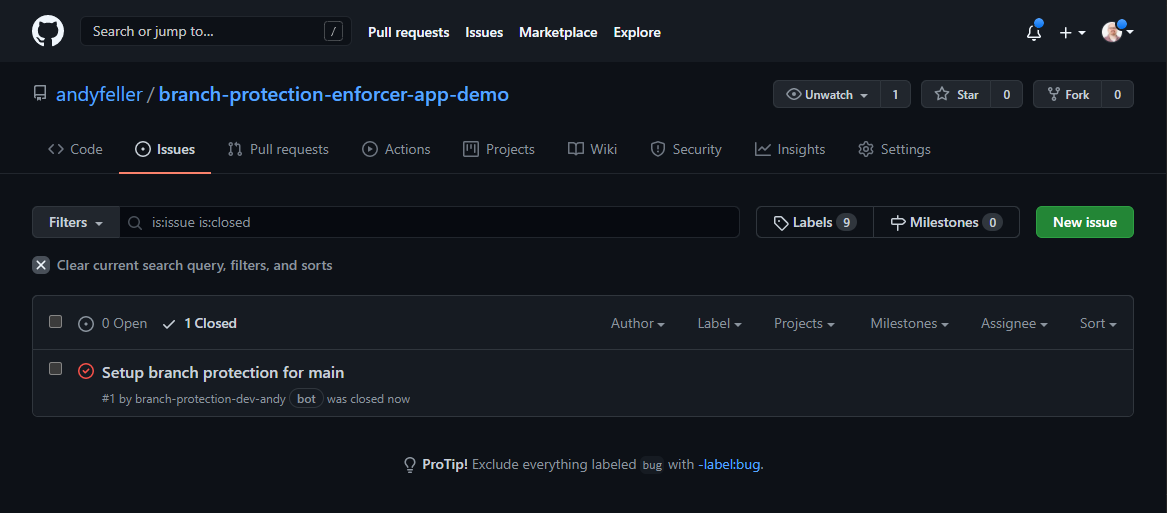 Search or jump to... / Pull requests Issues Marketplace Explore
andyfeller / branch-protection-enforcer-app-demo Unwatch 1 Star 0 Fork 0
Code Issues Pull requests Actions Projects Wiki Security Insights Settings
Filters is:issue is:closed Labels 9 Milestones 0 New issue
Clear current search query, filters, and sorts
0 Open 1 Closed Author Label Projects Milestones Assignee Sort
Setup branch protection for main
#1 by branch-protection-dev-andy bot was closed now
ProTip! Exclude everything labeled bug with -label:bug.